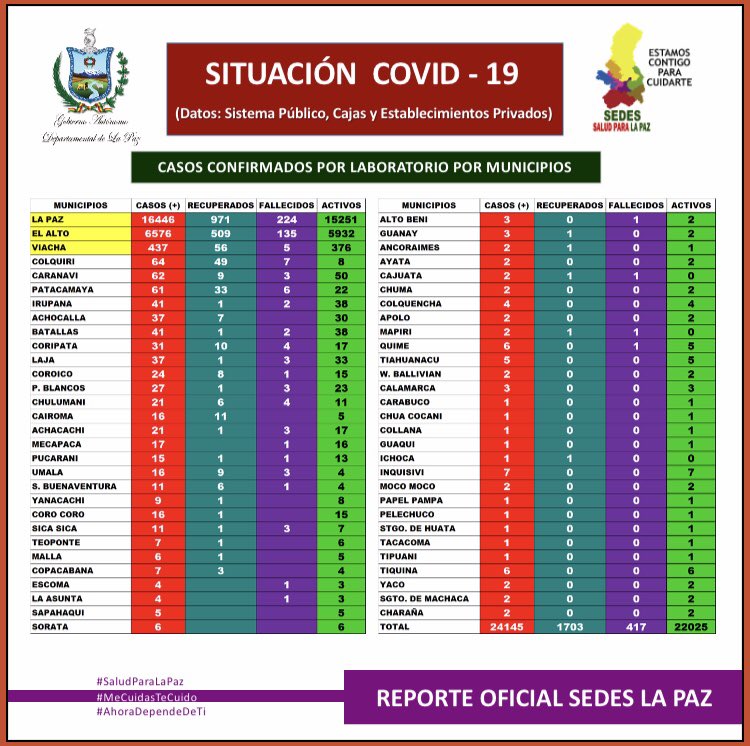 Gobierno Autónomo
Departamental de La Paz
SITUACIÓN COVID - 19
(Datos: Sistema Público, Cajas y Establecimientos Privados)
ESTAMOS
CONTIGO
PARA
CUIDARTE
SEDES
SALUD PARA LA PAZ
CASOS CONFIRMADOS POR LABORATORIO POR MUNICIPIOS
MUNICIPIOS CASOS (+) RECUPERADOS FALLECIDOS ACTIVOS
LA PAZ 16446 971 224 15251
EL ALTO 6576 509 135 5932
VIACHA 437 56 5 376
COLQUIRI 64 49 7 8
CARANAVI 62 9 3 50
PATACAMAYA 61 33 6 22
IRUPANA 41 1 2 38
ACHOCALLA 37 7 30
BATALLAS 41 1 2 38
CORIPATA 31 10 4 17
LAJA 37 1 3 33
COROICO 24 8 1 15
P. BLANCOS 27 1 3 23
CHULUMANI 21 6 4 11
CAIROMA 16 11 5
ACHACACHI 21 1 3 17
MECAPACA 17 1 16
PUCARANI 15 1 1 13
UMALA 16 9 3 4
S. BUENAVENTURA 11 6 1 4
YANACACHI 9 1 8
CORO CORO 16 1 15
SICA SICA 11 1 3 7
TEOPONTE 7 1 6
MALLA 6 1 5
COPACABANA 7 3 4
ESCOMA 4 1 3
LA ASUNTA 4 1 3
SAPAHAQUI 5 5
SORATA 6 6
MUNICIPIOS CASOS (+) RECUPERADOS FALLECIDOS ACTIVOS
ALTO BENI 3 0 1 2
GUANAY 3 1 0 2
ANCORAIMES 2 1 0 1
AYATA 2 0 0 2
CAJUATA 2 1 1 0
CHUMA 2 0 0 2
COLQUENCHA 4 0 0 4
APOLO 2 0 0 2
MAPIRI 2 1 1 0
QUIME 6 0 1 5
TIAHUANACU 5 0 0 5
W. BALLIVIAN 2 0 0 2
CALAMARCA 3 0 0 3
CARABUCO 1 0 0 1
CHUA COCANI 1 0 0 1
COLLANA 1 0 0 1
GUAQUI 1 0 0 1
ICHOCA 1 1 0 0
INQUISIVI 7 0 0 7
MOCO MOCO 2 0 0 2
PAPEL PAMPA 1 0 0 1
PELECHUCO 1 0 0 1
STGO. DE HUATA 1 0 0 1
TACACOMA 1 0 0 1
TIPUANI 1 0 0 1
TIQUINA 6 0 0 6
YACO 2 0 0 2
SGTO. DE MACHACA 2 0 0 2
CHARAÑA 2 0 0 2
TOTAL 24145 1703 417 22025
#SaludParaLaPaz
#MeCuidasTeCuido
#AhoraDependeDeTi
REPORTE OFICIAL SEDES LA PAZ